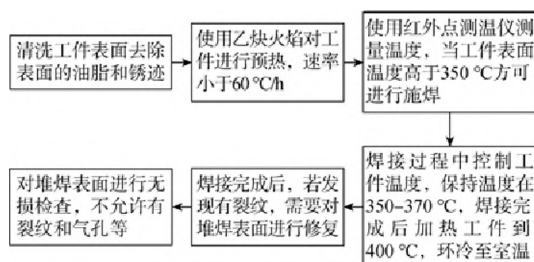 清洗工件表面去除
表面的油脂和锈迹
使用乙炔火焰对工
件进行预热，速率
小于60 °C/h
使用红外点测温仪测
量温度，当工件表面
温度高于350 °C方可
进行施焊
焊接过程中控制工
件温度，保持温度在
350–370 °C，焊接完
成后加热工件到
400 °C，环冷至室温
焊接完成后，若发
现有裂纹，需要对
堆焊表面进行修复
对堆焊表面进行无
损检查，不允许有
裂纹和气孔等